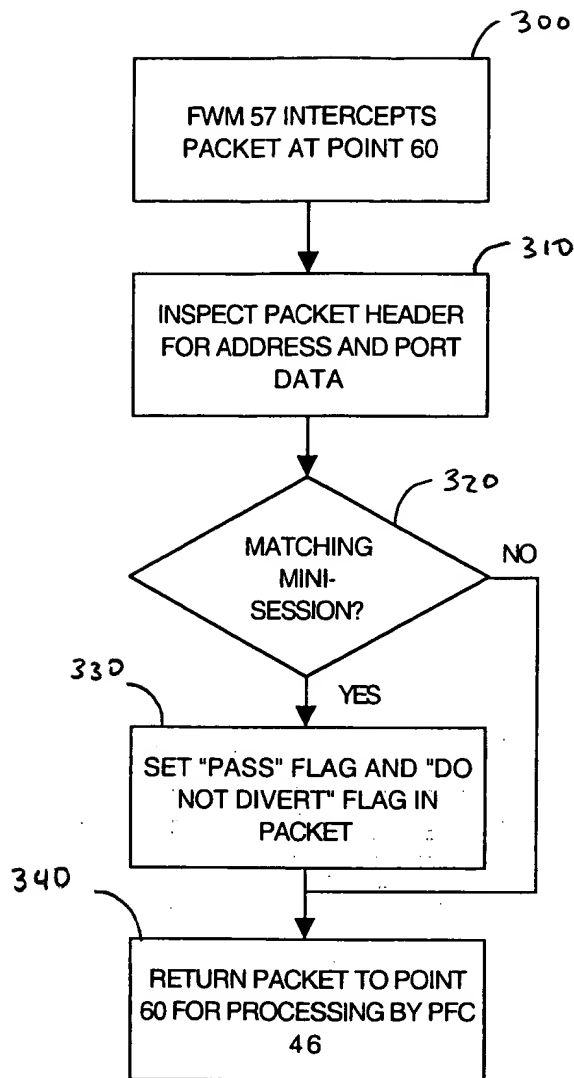 300
FWM 57 INTERCEPTS
PACKET AT POINT 60
310
INSPECT PACKET HEADER
FOR ADDRESS AND PORT
DATA
320
MATCHING
MINI-
SESSION?
NO
330
YES
SET "PASS" FLAG AND "DO
NOT DIVERT" FLAG IN
PACKET
340
RETURN PACKET TO POINT
60 FOR PROCESSING BY PFC
46